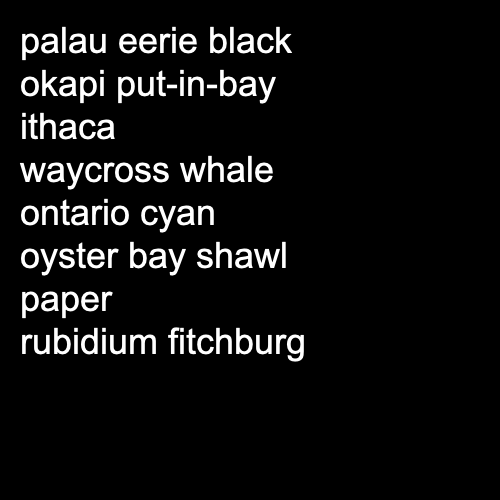 palau eerie black
okapi put-in-bay
ithaca
waycross whale
ontario cyan
oyster bay shawl
paper
rubidium fitchburg